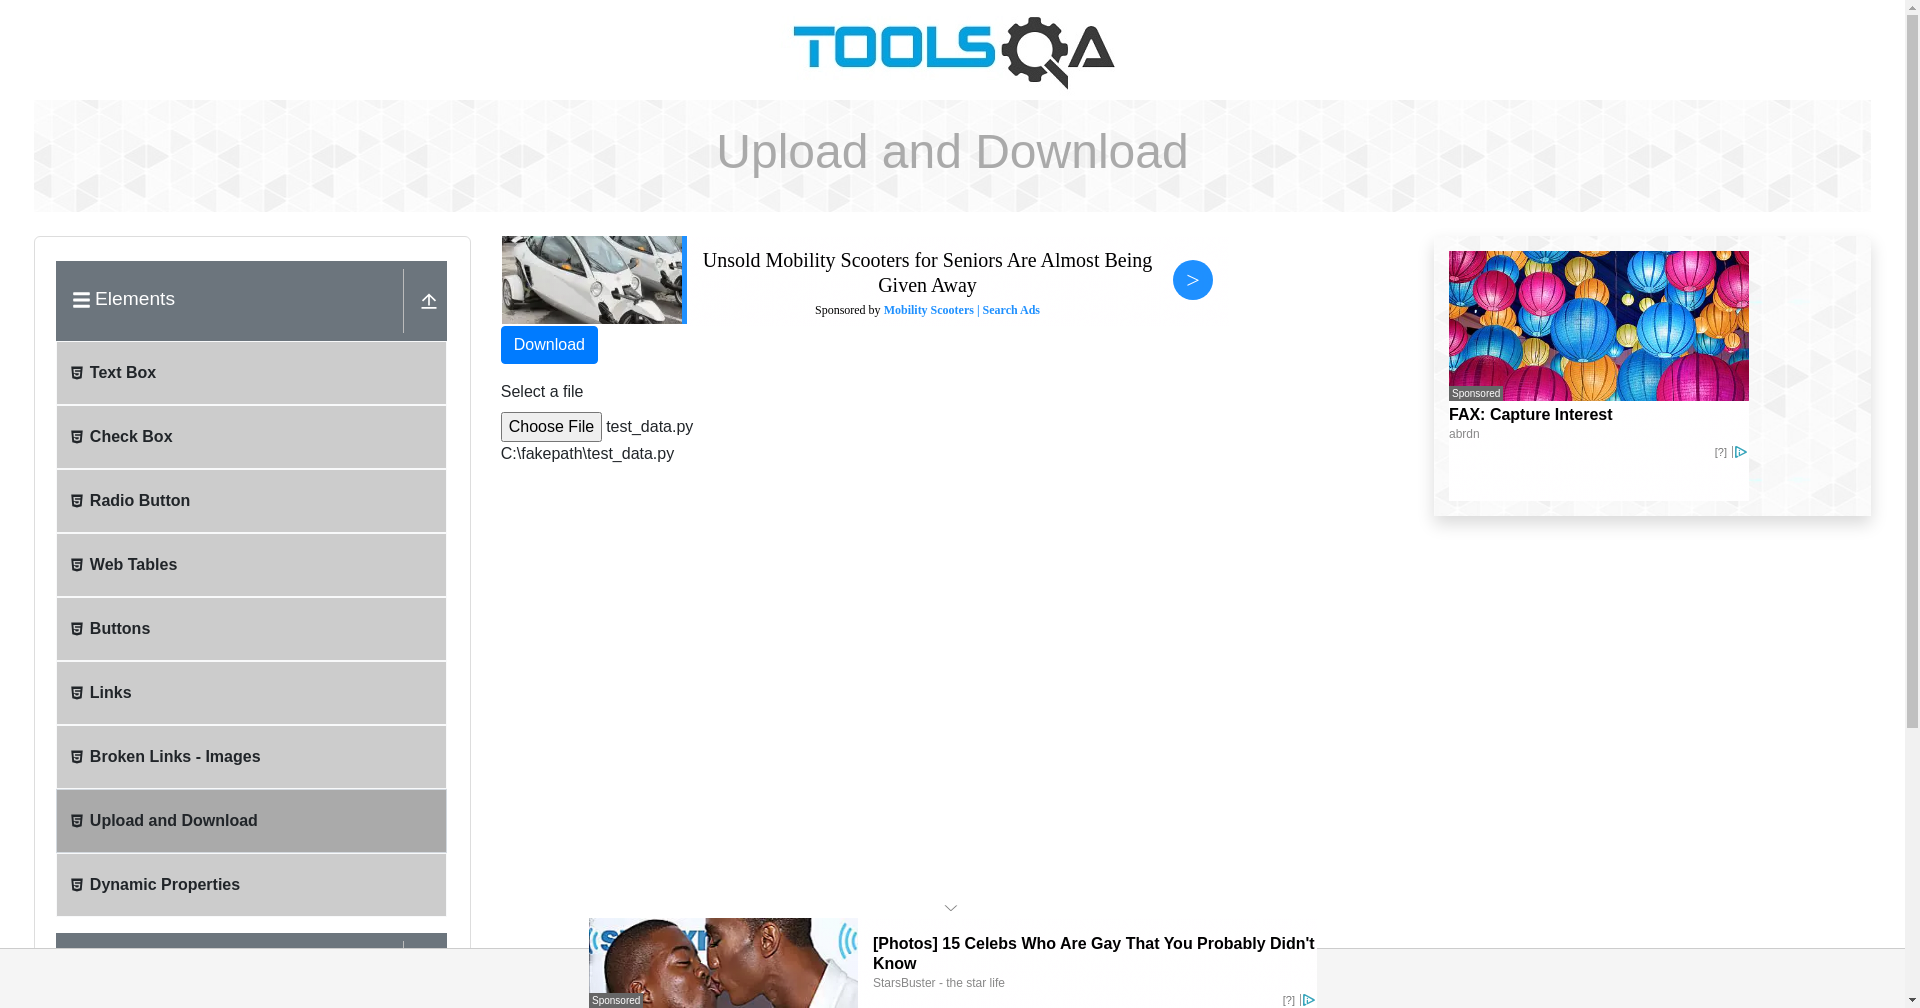 TOOLSQA
Upload and Download
Elements
Text Box
Check Box
Radio Button
Web Tables
Buttons
Links
Broken Links - Images
Upload and Download
Dynamic Properties
Unsold Mobility Scooters for Seniors Are Almost Being
Given Away
Sponsored by Mobility Scooters | Search Ads
>
Download
Select a file
Choose File test_data.py
C:\fakepath\test_data.py
Sponsored
FAX: Capture Interest
abrdn
[?]
[Photos] 15 Celebs Who Are Gay That You Probably Didn't
Know
StarsBuster - the star life
Sponsored
[?]